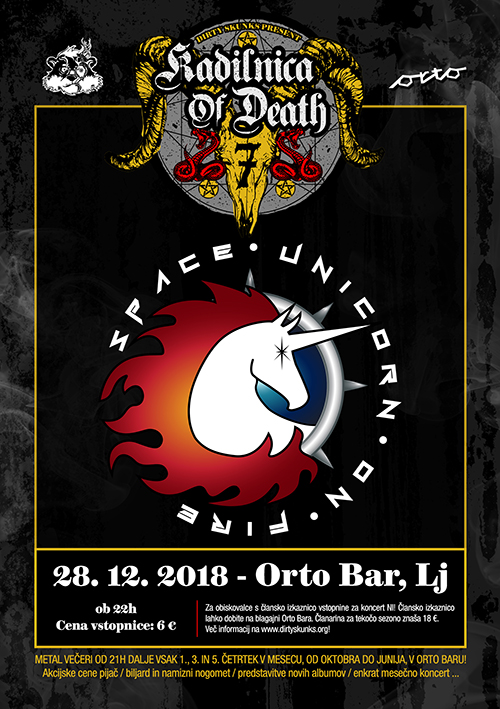 DIRTY SKUNKS PRESENT
Kadilnica
Of Death
7
orto
SPACE • UNICORN • ON • FIRE
28. 12. 2018 - Orto Bar, Lj
ob 22h
Cena vstopnice: 6 €
Za obiskovalce s člansko izkaznico vstopnine za koncert NI! Člansko izkaznico
lahko dobite na blagajni Orto Bara. Članarina za tekočo sezono znaša 18 €.
Več informacij na www.dirtyskunks.org!
METAL VEČERI OD 21H DALJE VSAK 1., 3. IN 5. ČETRTEK V MESECU, OD OKTOBRA DO JUNIJA, V ORTO BARU!
Akcijske cene pijač / biljard in namizni nogomet / predstavitve novih albumov / enkrat mesečno koncert ...